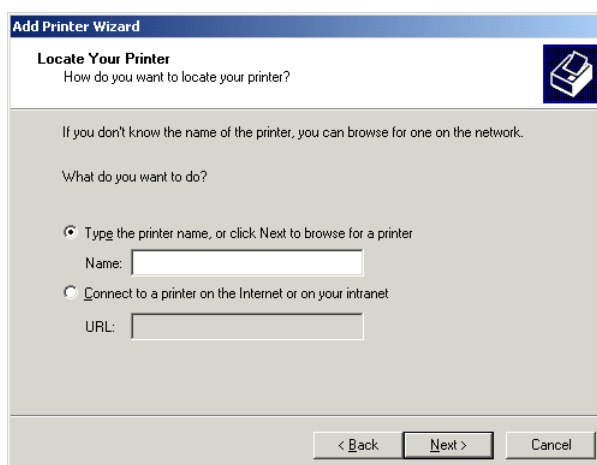 Add Printer Wizard
Locate Your Printer
How do you want to locate your printer?
If you don't know the name of the printer, you can browse for one on the network.
What do you want to do?
Type the printer name, or click Next to browse for a printer
Name:
Connect to a printer on the Internet or on your intranet
URL:
< Back Next > Cancel